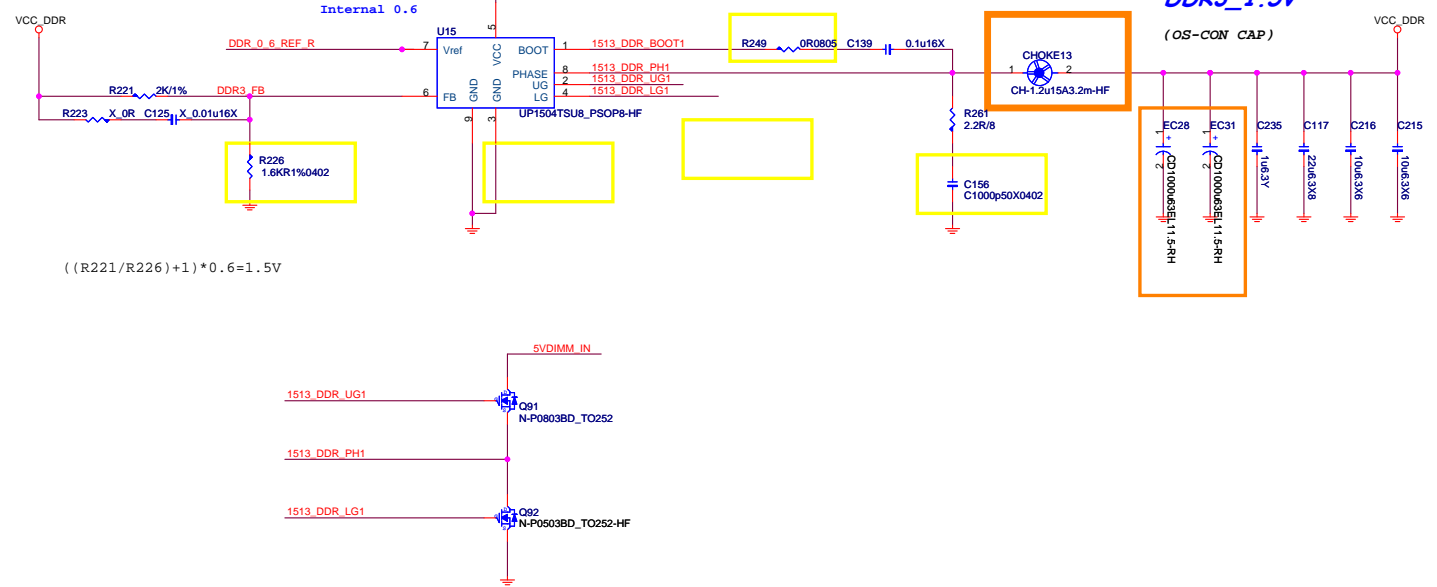 Internal 0.6
DDR3_1.5V
VCC_DDR
VCC_DDR
(OS-CON CAP)
U15
5
DDR_0_6_REF_R
7
Vref
VCC
BOOT
1
1513_DDR_BOOT1
R249
0R0805
C139
0.1u16X
CHOKE13
1
2
CH-1.2u15A3.2m-HF
PHASE
8
1513_DDR_PH1
UG
2
1513_DDR_UG1
LG
4
1513_DDR_LG1
R221
2K/1%
DDR3_FB
6
FB
GND
GND
9
3
UP1504TSU8_PSOP8-HF
R223
X_0R
C125
X_0.01u16X
R261
2.2R/8
R226
1.6KR1%0402
C156
C1000p50X0402
EC28
1
+
2
CD1000u63EL11.5-RH
EC31
1
+
2
CD1000u63EL11.5-RH
C235
1u6.3Y
C117
22u6.3X8
C216
10u6.3X6
C215
10u6.3X6
((R221/R226)+1)*0.6=1.5V
5VDIMM_IN
1513_DDR_UG1
Q91
N-P0803BD_TO252
1513_DDR_PH1
1513_DDR_LG1
Q92
N-P0503BD_TO252-HF